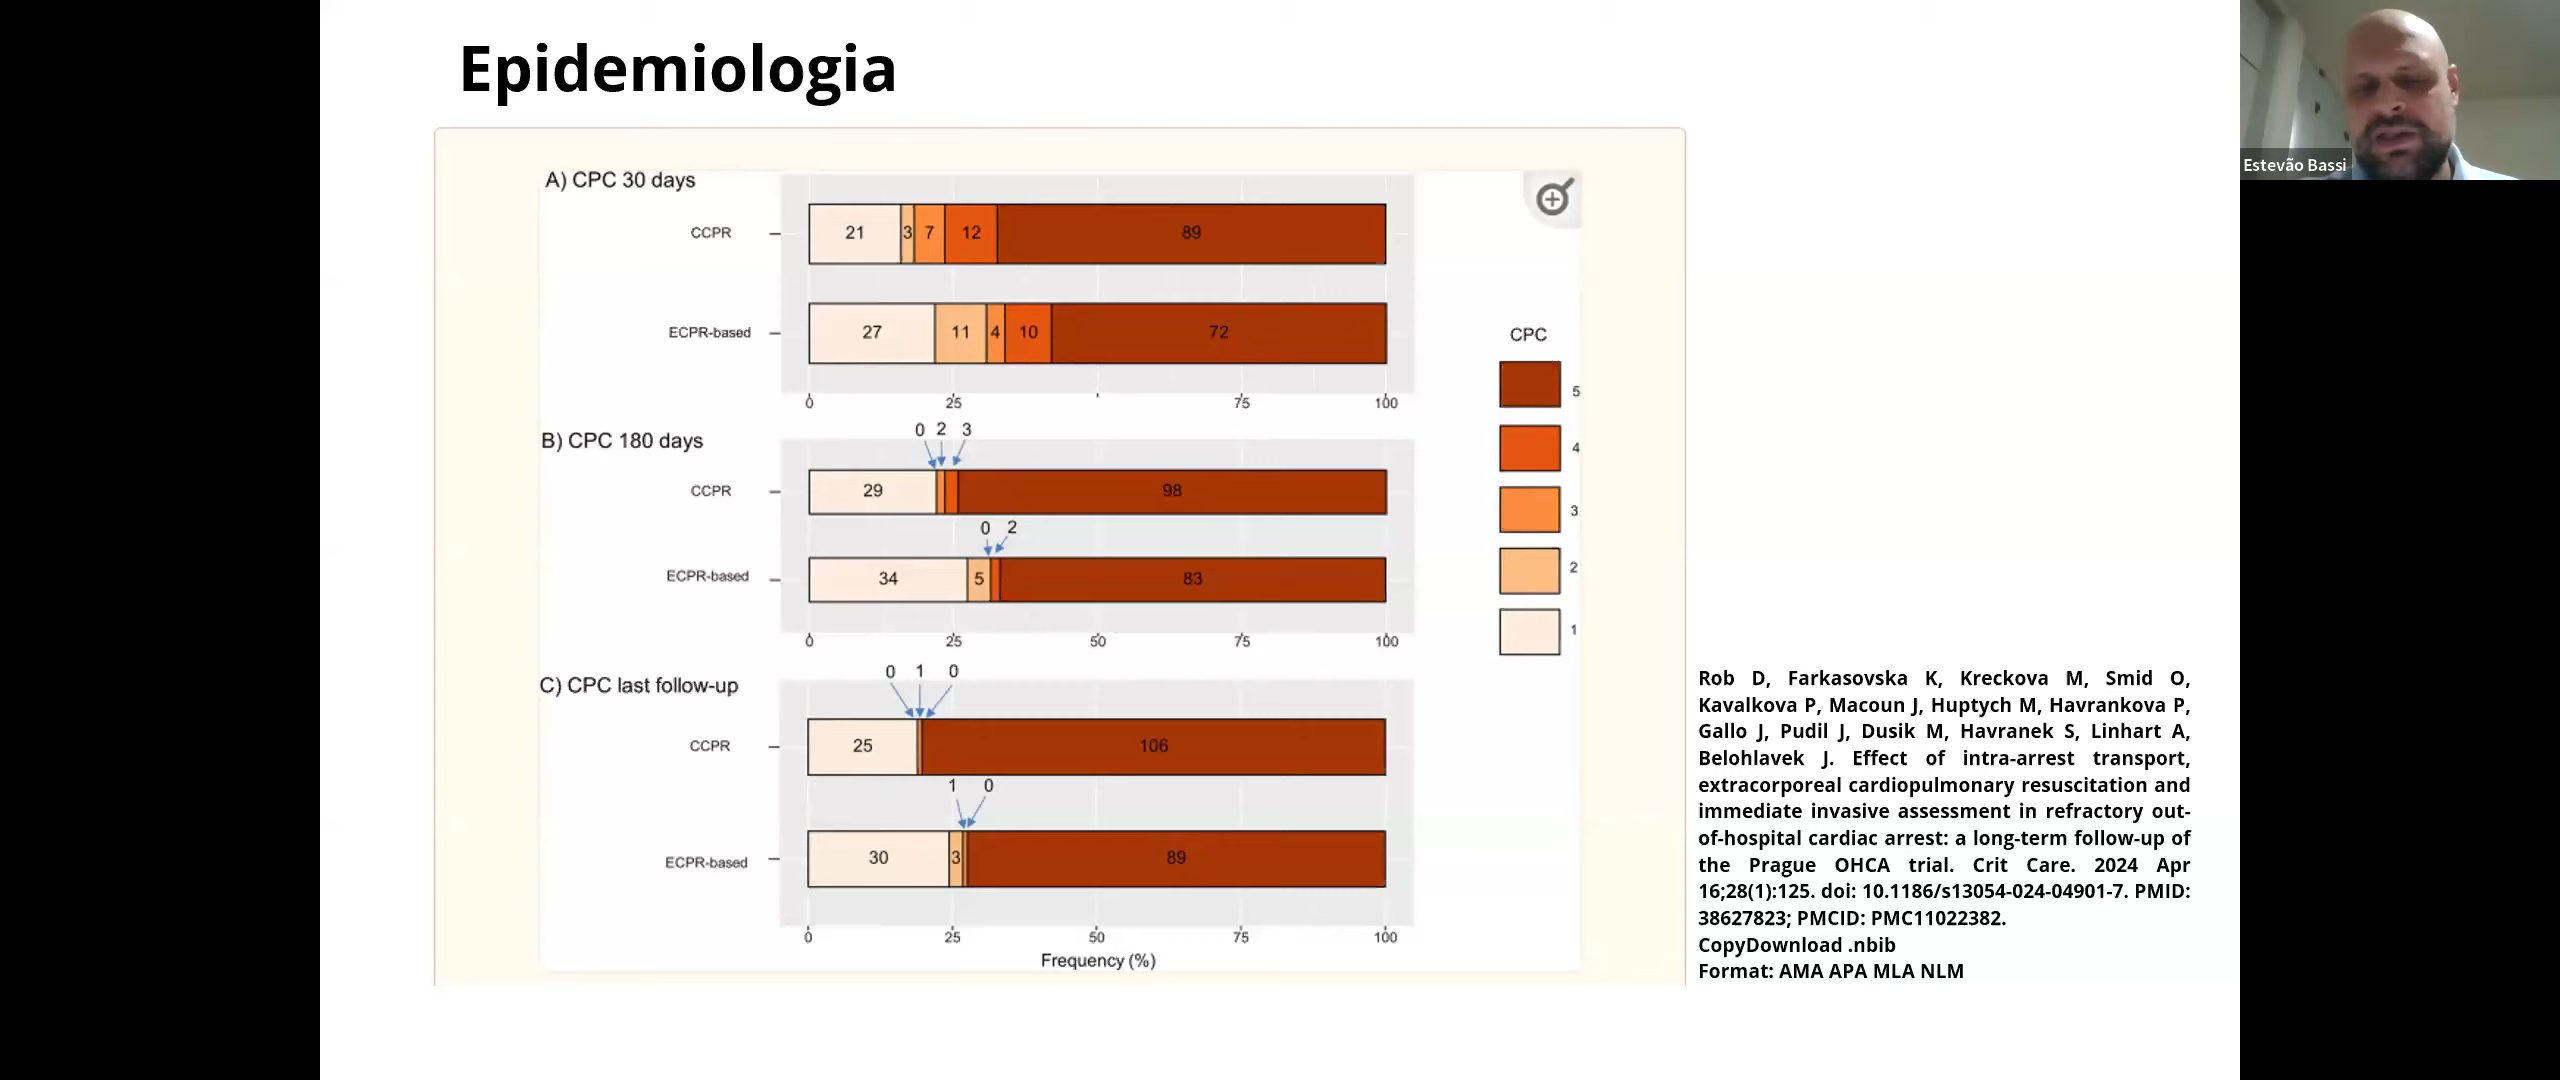 Epidemiologia
Estevão Bassi
A) CPC 30 days
CCPR
21 3 7 12 89
ECPR-based
27 11 4 10 72
0 25 75 100
B) CPC 180 days
0 2 3
CCPR
29 98
0 2
ECPR-based
34 5 83
0 25 50 75 100
C) CPC last follow-up
0 1 0
CCPR
25 106
1 0
ECPR-based
30 3 89
0 25 50 75 100
Frequency (%)
CPC
5
4
3
2
1
Rob D, Farkasovska K, Kreckova M, Smid O,
Kavalkova P, Macoun J, Huptych M, Havrankova P,
Gallo J, Pudil J, Dusik M, Havranek S, Linhart A,
Belohlavek J. Effect of intra-arrest transport,
extracorporeal cardiopulmonary resuscitation and
immediate invasive assessment in refractory out-
of-hospital cardiac arrest: a long-term follow-up of
the Prague OHCA trial. Crit Care. 2024 Apr
16;28(1):125. doi: 10.1186/s13054-024-04901-7. PMID:
38627823; PMCID: PMC11022382.
CopyDownload .nbib
Format: AMA APA MLA NLM